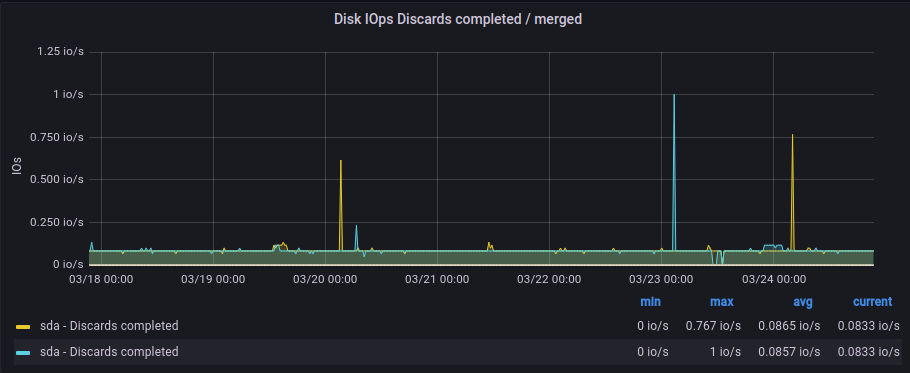 Disk IOps Discards completed / merged
1.25 io/s
1 io/s
0.750 io/s
0.500 io/s
0.250 io/s
0 io/s
IOs
03/18 00:00 03/19 00:00 03/20 00:00 03/21 00:00 03/22 00:00 03/23 00:00 03/24 00:00
min max avg current
sda - Discards completed 0 io/s 0.767 io/s 0.0865 io/s 0.0833 io/s
sda - Discards completed 0 io/s 1 io/s 0.0857 io/s 0.0833 io/s